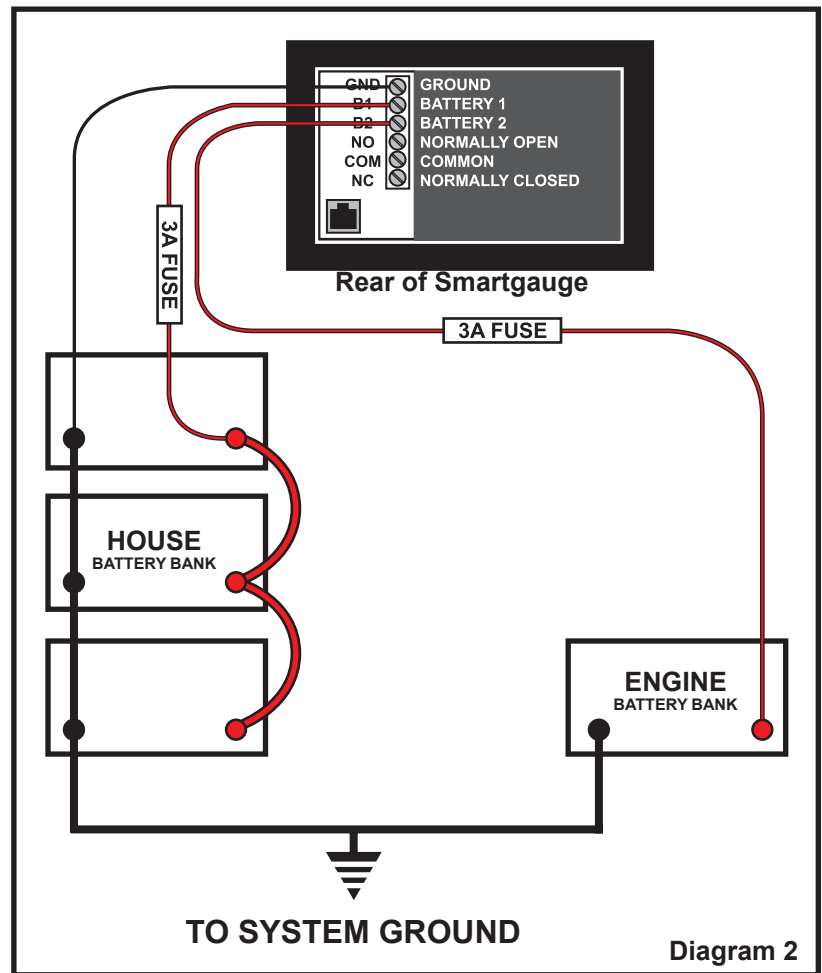 GND GROUND
B1 BATTERY 1
B2 BATTERY 2
NO NORMALLY OPEN
COM COMMON
NC NORMALLY CLOSED
Rear of Smartgauge
3A FUSE
3A FUSE
HOUSE
BATTERY BANK
ENGINE
BATTERY BANK
TO SYSTEM GROUND
Diagram 2